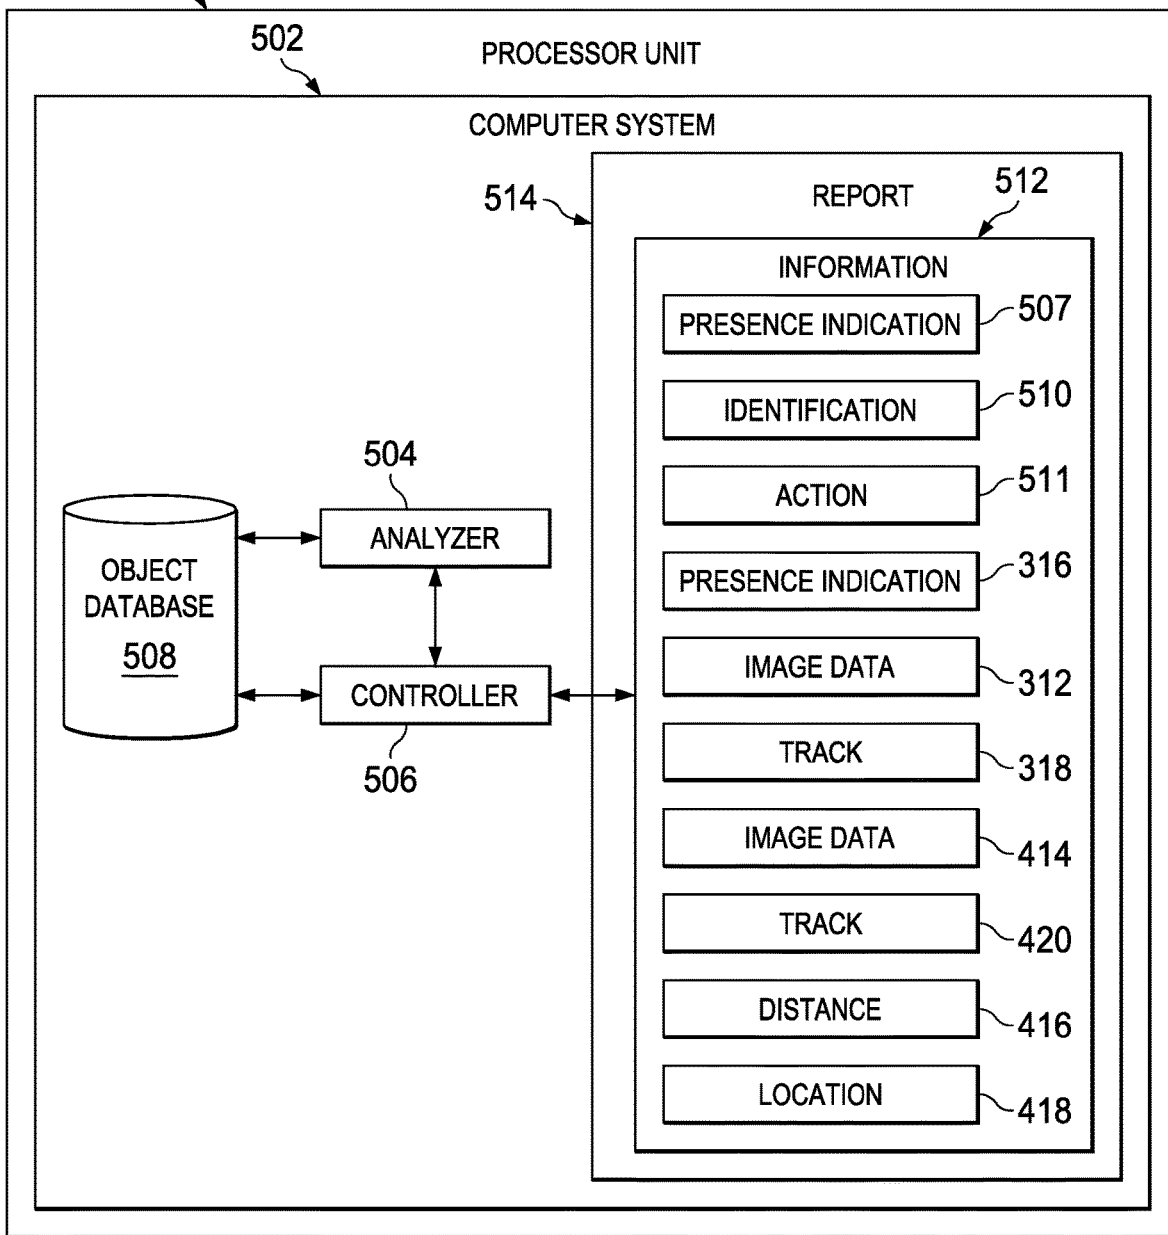 502
PROCESSOR UNIT
COMPUTER SYSTEM
514
REPORT
512
INFORMATION
PRESENCE INDICATION
507
IDENTIFICATION
510
ACTION
511
PRESENCE INDICATION
316
IMAGE DATA
312
TRACK
318
IMAGE DATA
414
TRACK
420
DISTANCE
416
LOCATION
418
504
ANALYZER
OBJECT
DATABASE
508
CONTROLLER
506